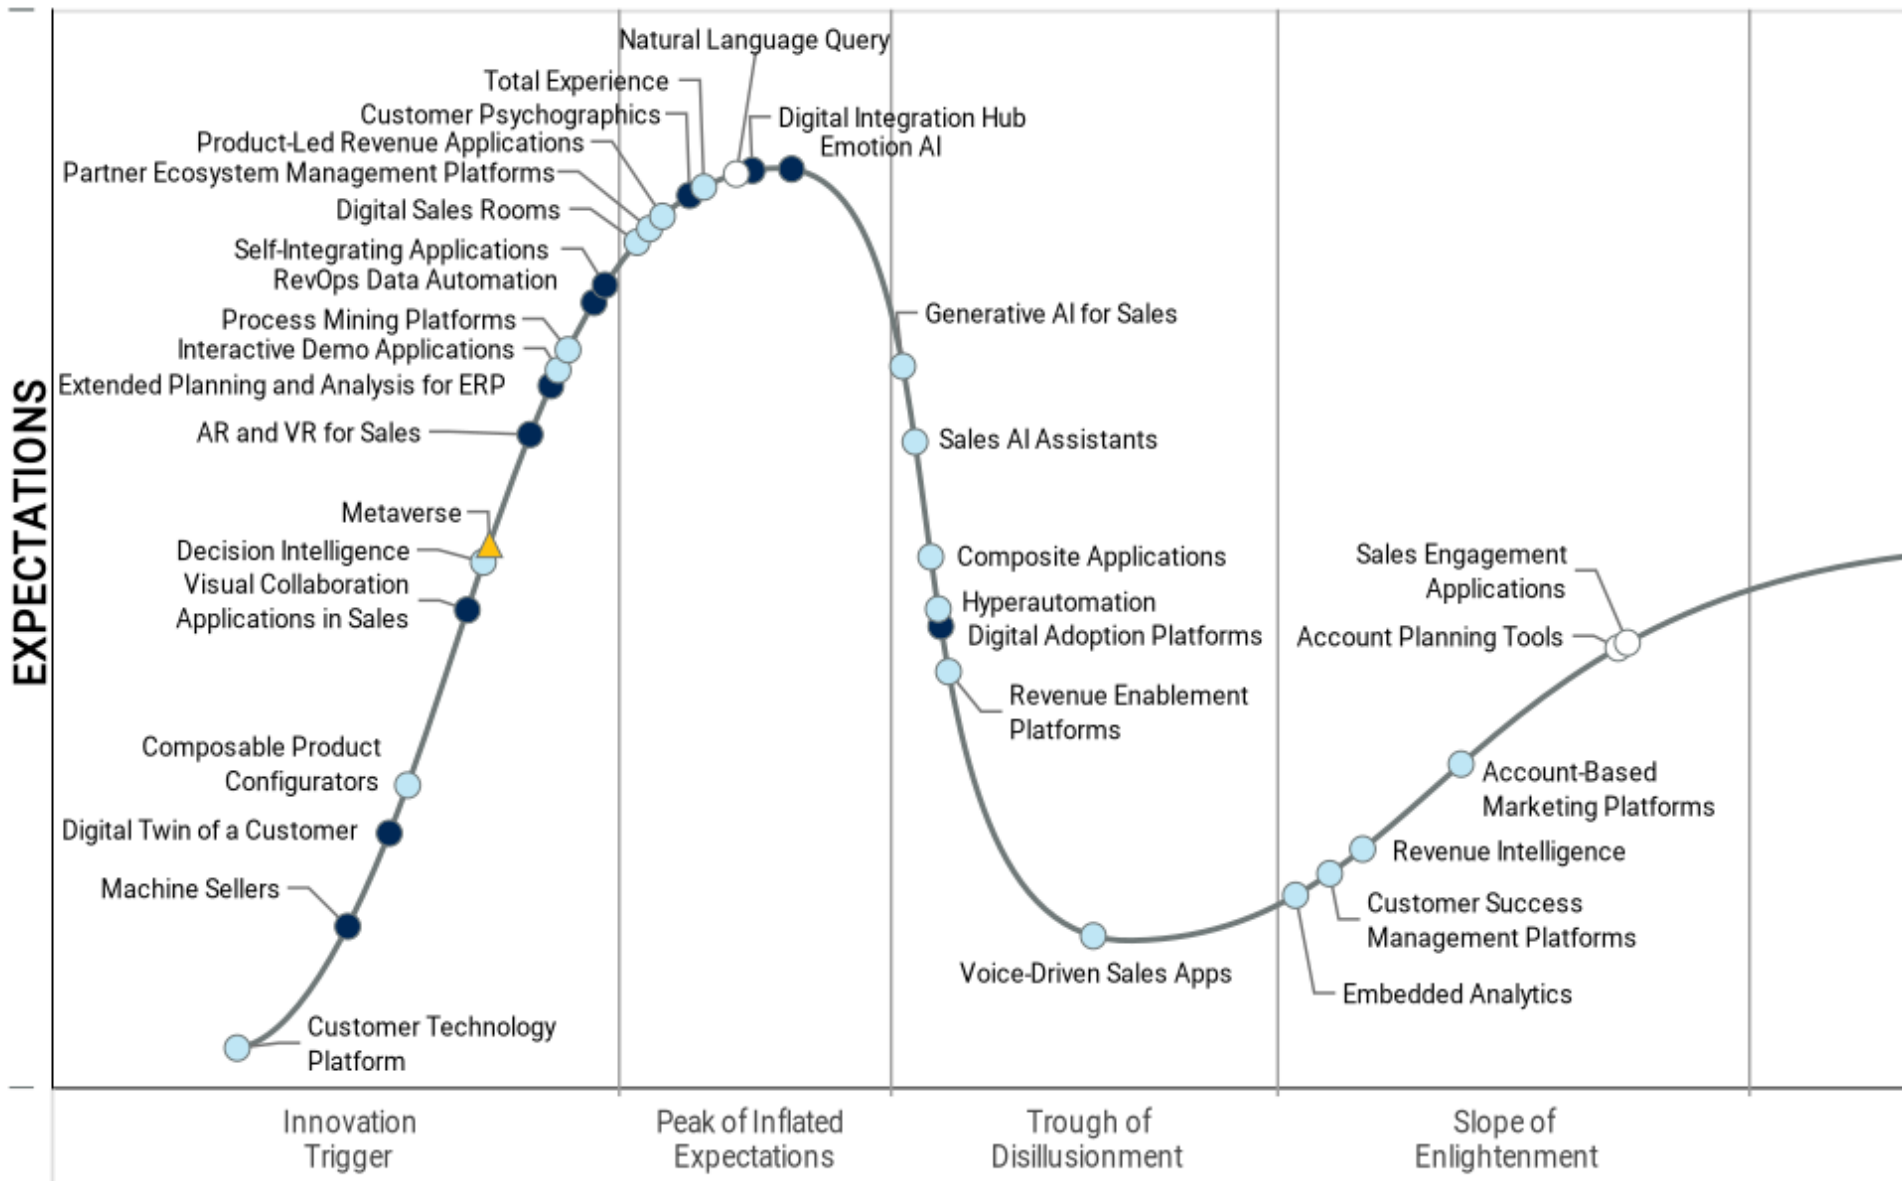 Natural Language Query
Total Experience
Customer Psychographics
Digital Integration Hub
Product-Led Revenue Applications
Emotion AI
Partner Ecosystem Management Platforms
Digital Sales Rooms
Self-Integrating Applications
RevOps Data Automation
Process Mining Platforms
Interactive Demo Applications
Extended Planning and Analysis for ERP
AR and VR for Sales
Metaverse
Decision Intelligence
Visual Collaboration
Applications in Sales
Composable Product
Configurators
Digital Twin of a Customer
Machine Sellers
Customer Technology
Platform
Generative AI for Sales
Sales AI Assistants
Composite Applications
Hyperautomation
Digital Adoption Platforms
Revenue Enablement
Platforms
Voice-Driven Sales Apps
Sales Engagement
Applications
Account Planning Tools
Account-Based
Marketing Platforms
Revenue Intelligence
Customer Success
Management Platforms
Embedded Analytics
EXPECTATIONS
Innovation
Trigger
Peak of Inflated
Expectations
Trough of
Disillusionment
Slope of
Enlightenment